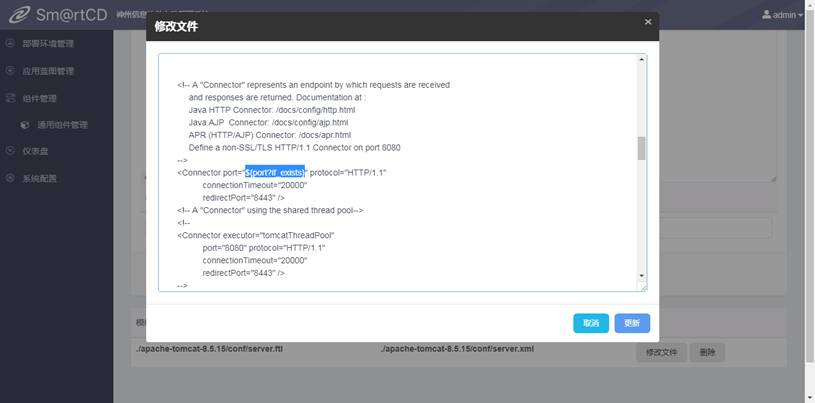 Sm@rtCD
admin
修改文件
×
部署环境管理
应用蓝图管理
组件管理
通用组件管理
仪表盘
系统配置
<!-- A "Connector" represents an endpoint by which requests are received
and responses are returned. Documentation at :
Java HTTP Connector: /docs/config/http.html
Java AJP Connector: /docs/config/ajp.html
APR (HTTP/AJP) Connector: /docs/apr.html
Define a non-SSL/TLS HTTP/1.1 Connector on port 8080
-->
<Connector port="${port?if_exists}" protocol="HTTP/1.1"
connectionTimeout="20000"
redirectPort="8443" />
<!-- A "Connector" using the shared thread pool-->
<!--
<Connector executor="tomcatThreadPool"
port="8080" protocol="HTTP/1.1"
connectionTimeout="20000"
redirectPort="8443" />
-->
取消 更新
./apache-tomcat-8.5.15/conf/server.ftl ./apache-tomcat-8.5.15/conf/server.xml 修改文件 删除